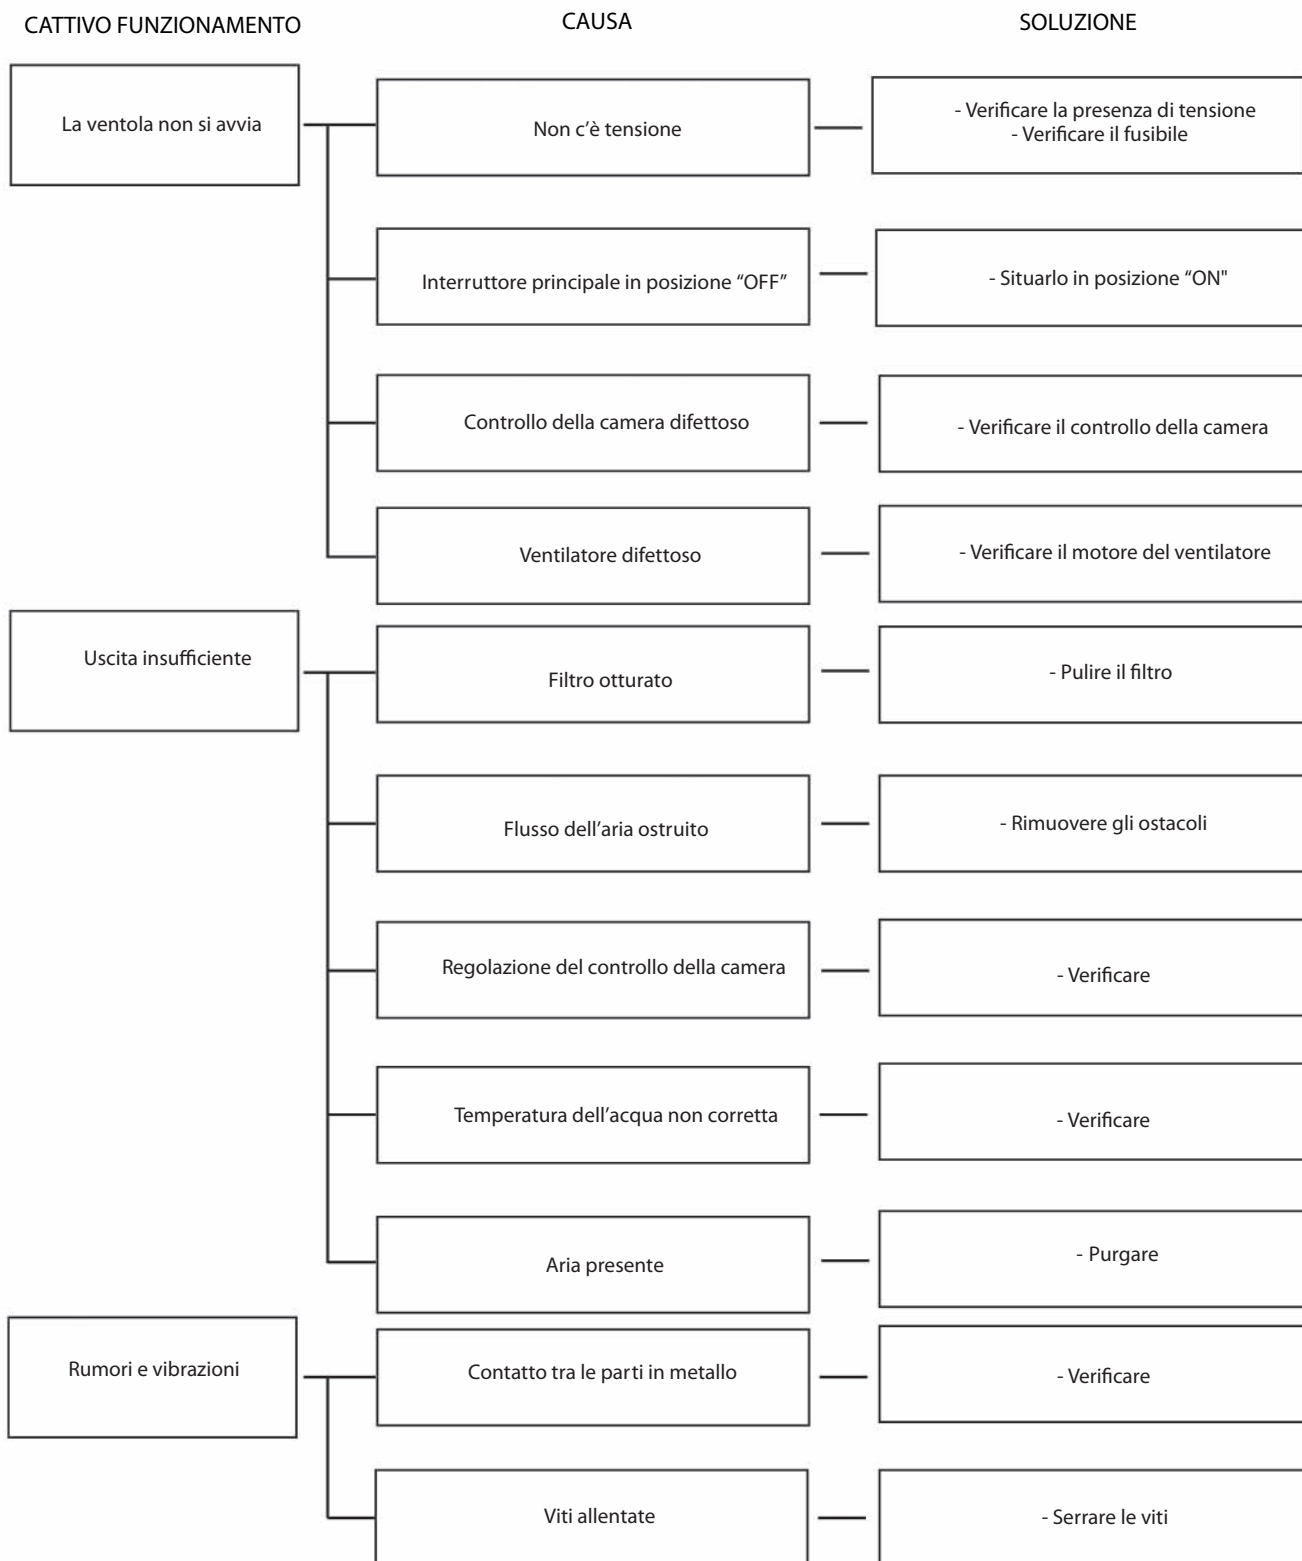 CATTIVO FUNZIONAMENTO
CAUSA
SOLUZIONE
La ventola non si avvia
Non c’è tensione
- Verificare la presenza di tensione
- Verificare il fusibile
Interruttore principale in posizione “OFF”
- Situarlo in posizione “ON"
Controllo della camera difettoso
- Verificare il controllo della camera
Ventilatore difettoso
- Verificare il motore del ventilatore
Uscita insufficiente
Filtro otturato
- Pulire il filtro
Flusso dell’aria ostruito
- Rimuovere gli ostacoli
Regolazione del controllo della camera
- Verificare
Temperatura dell’acqua non corretta
- Verificare
Aria presente
- Purgare
Rumori e vibrazioni
Contatto tra le parti in metallo
- Verificare
Viti allentate
- Serrare le viti